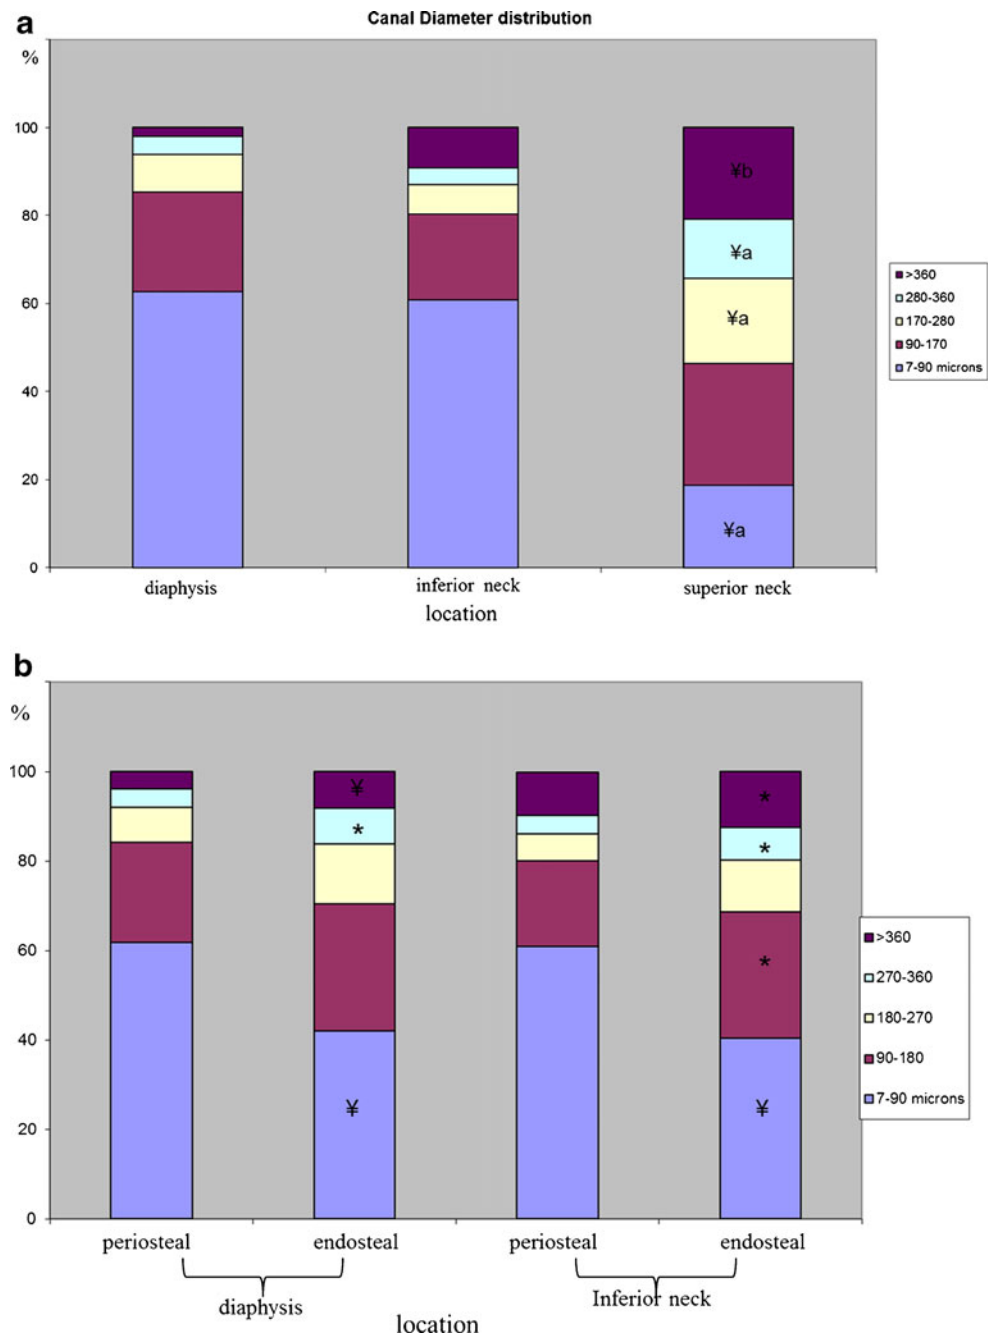 a
Canal Diameter distribution
%
100
80
60
40
20
0
¥b
¥a
¥a
¥a
>360
280-360
170-280
90-170
7-90 microns
diaphysis inferior neck superior neck
location
b
%
100
80
60
40
20
0
¥ *
* *
*
¥ ¥
>360
270-360
180-270
90-180
7-90 microns
periosteal endosteal periosteal endosteal
diaphysis Inferior neck
location